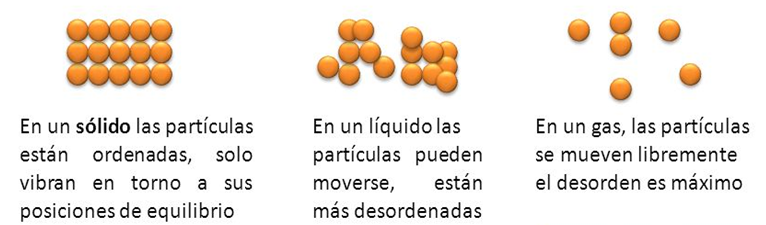 En un sólido las partículas
están ordenadas, solo
vibran en torno a sus
posiciones de equilibrio
En un líquido las
partículas pueden
moverse, están
más desordenadas
En un gas, las partículas
se mueven libremente
el desorden es máximo